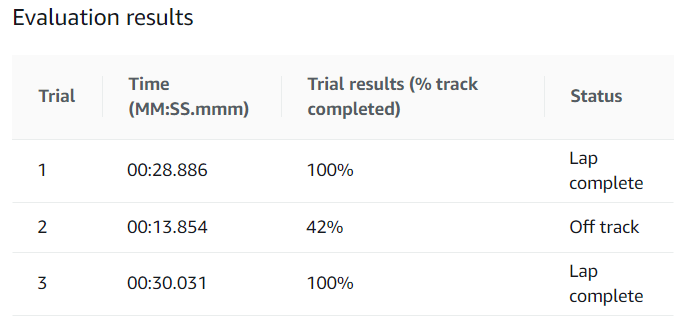 Evaluation results
Trial Time (MM:SS.mmm) Trial results (% track completed) Status
1 00:28.886 100% Lap complete
2 00:13.854 42% Off track
3 00:30.031 100% Lap complete